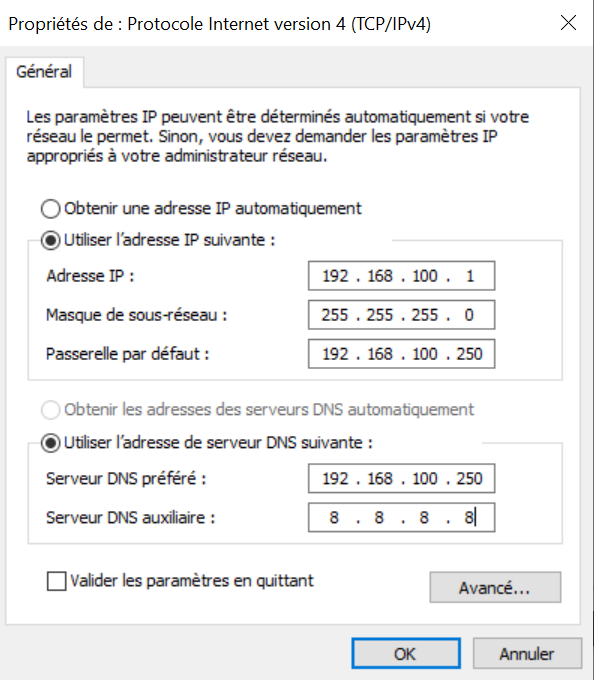 Propriétés de : Protocole Internet version 4 (TCP/IPv4)
Général
Les paramètres IP peuvent être déterminés automatiquement si votre
réseau le permet. Sinon, vous devez demander les paramètres IP
appropriés à votre administrateur réseau.
Obtenir une adresse IP automatiquement
Utiliser l'adresse IP suivante :
Adresse IP : 192 . 168 . 100 . 1
Masque de sous-réseau : 255 . 255 . 255 . 0
Passerelle par défaut : 192 . 168 . 100 . 250
Obtenir les adresses des serveurs DNS automatiquement
Utiliser l'adresse de serveur DNS suivante :
Serveur DNS préféré : 192 . 168 . 100 . 250
Serveur DNS auxiliaire : 8 . 8 . 8 . 8
Valider les paramètres en quittant
Avancé...
OK Annuler